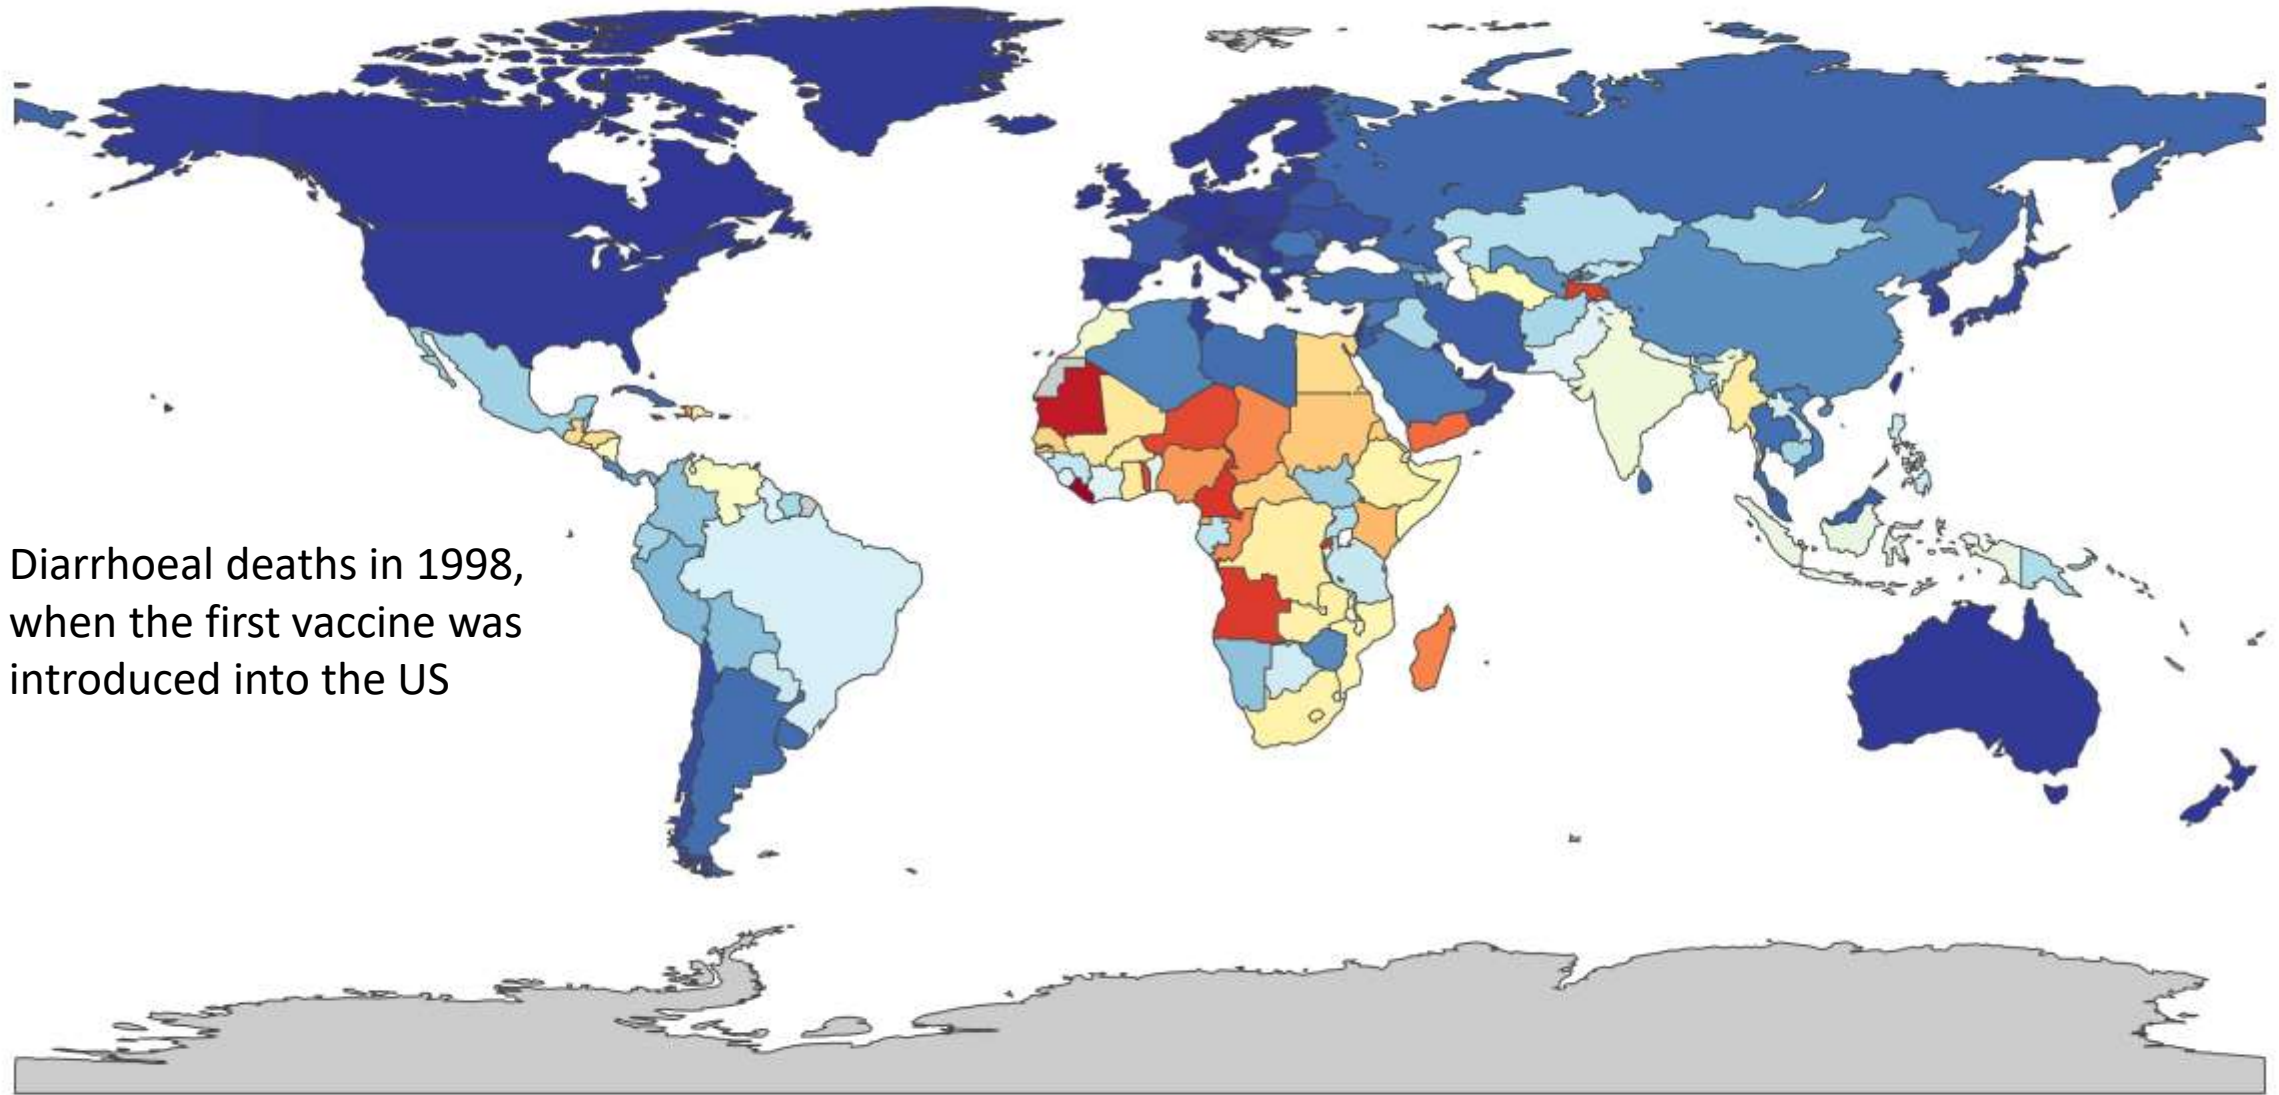 Diarrhoeal deaths in 1998,
when the first vaccine was
introduced into the US